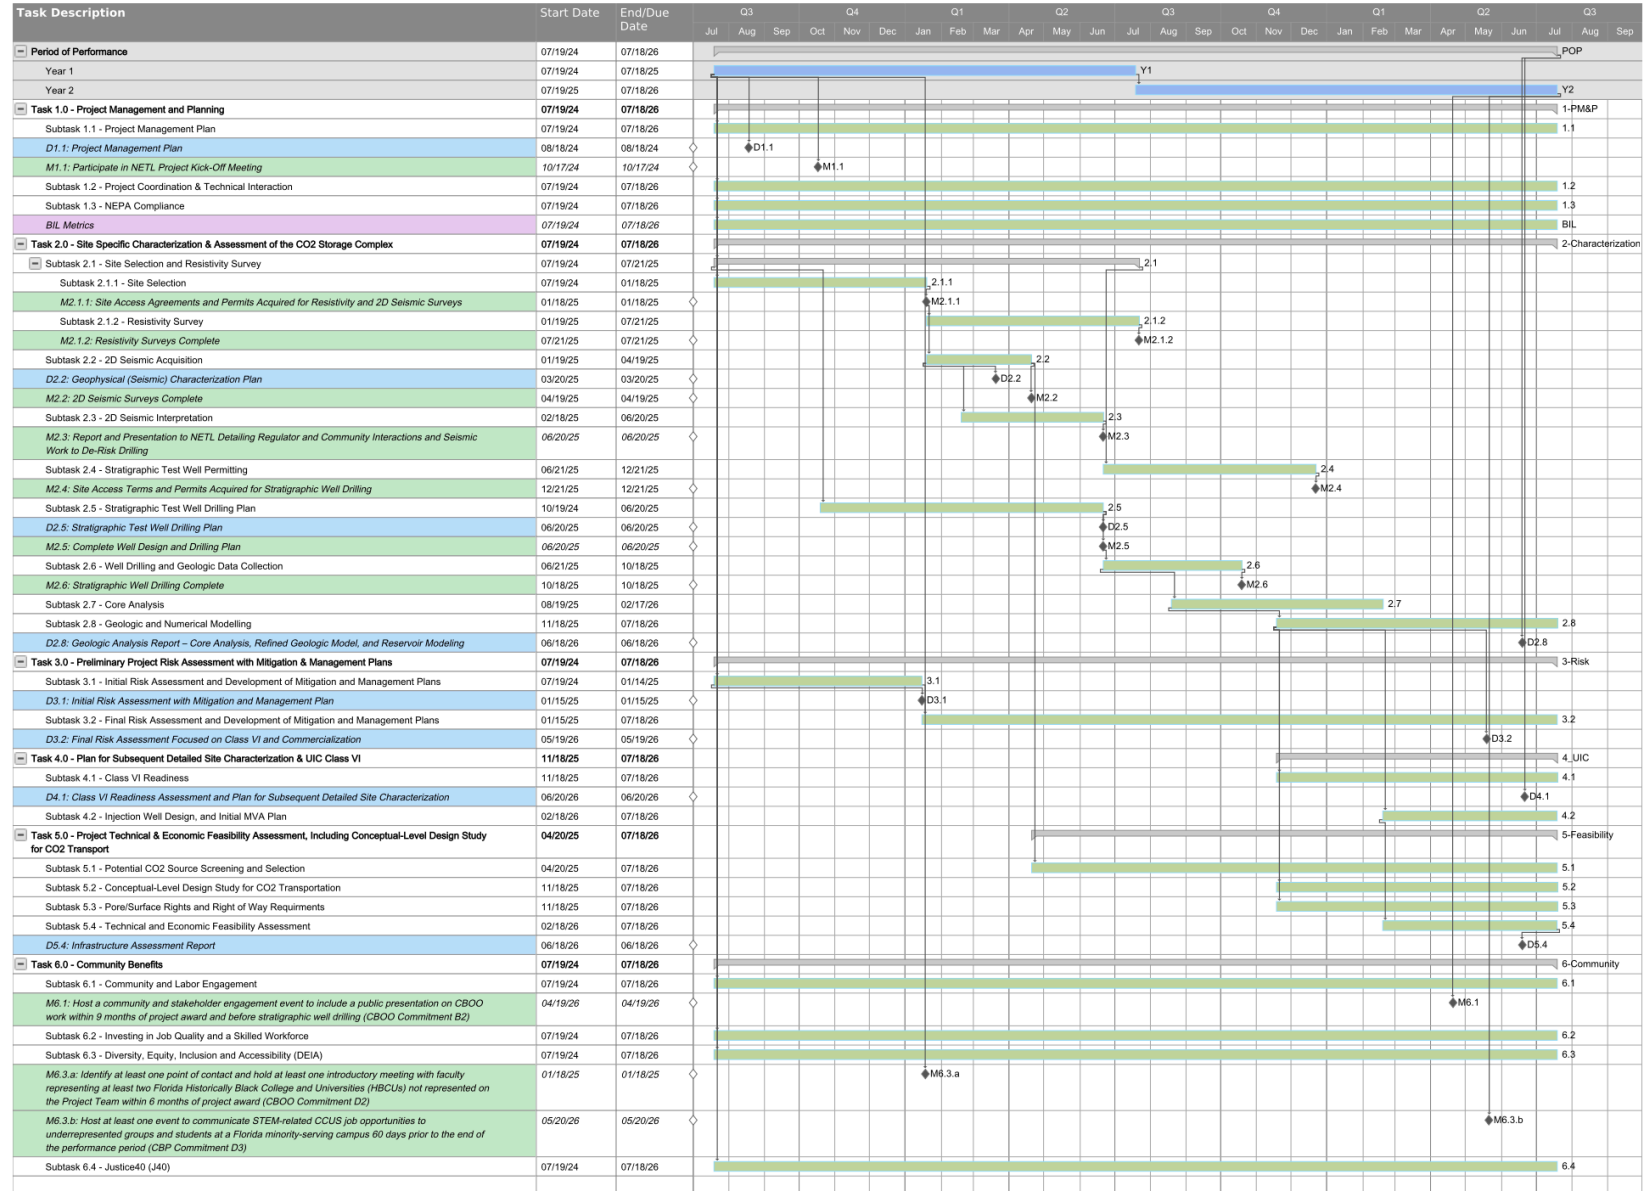 Task Description Start Date End/Due Date Q3 Q4 Q1 Q2 Q3 Q4 Q1 Q2 Q3
Jul Aug Sep Oct Nov Dec Jan Feb Mar Apr May Jun Jul Aug Sep Oct Nov Dec Jan Feb Mar Apr May Jun Jul Aug Sep
Period of Performance 07/19/24 07/18/26 POP
Year 1 07/19/24 07/18/25 Y1
Year 2 07/19/25 07/18/26 Y2
Task 1.0 - Project Management and Planning 07/19/24 07/18/26 1-PM&P
Subtask 1.1 - Project Management Plan 07/19/24 07/18/26 1.1
D1.1: Project Management Plan 08/18/24 08/18/24 D1.1
M1.1: Participate in NETL Project Kick-Off Meeting 10/17/24 10/17/24 M1.1
Subtask 1.2 - Project Coordination & Technical Interaction 07/19/24 07/18/26 1.2
Subtask 1.3 - NEPA Compliance 07/19/24 07/18/26 1.3
BIL Metrics 07/19/24 07/18/26 BIL
Task 2.0 - Site Specific Characterization & Assessment of the CO2 Storage Complex 07/19/24 07/18/26 2-Characterization
Subtask 2.1 - Site Selection and Resistivity Survey 07/19/24 07/21/25 2.1
Subtask 2.1.1 - Site Selection 07/19/24 01/18/25 2.1.1
M2.1.1: Site Access Agreements and Permits Acquired for Resistivity and 2D Seismic Surveys 01/18/25 01/18/25 M2.1.1
Subtask 2.1.2 - Resistivity Survey 01/19/25 07/21/25 2.1.2
M2.1.2: Resistivity Surveys Complete 07/21/25 07/21/25 M2.1.2
Subtask 2.2 - 2D Seismic Acquisition 01/19/25 04/19/25 2.2
D2.2: Geophysical (Seismic) Characterization Plan 03/20/25 03/20/25 D2.2
M2.2: 2D Seismic Surveys Complete 04/19/25 04/19/25 M2.2
Subtask 2.3 - 2D Seismic Interpretation 02/18/25 06/20/25 2.3
M2.3: Report and Presentation to NETL Detailing Regulator and Community Interactions and Seismic 06/20/25 06/20/25 M2.3
Work to De-Risk Drilling
Subtask 2.4 - Stratigraphic Test Well Permitting 06/21/25 12/21/25 2.4
M2.4: Site Access Terms and Permits Acquired for Stratigraphic Well Drilling 12/21/25 12/21/25 M2.4
Subtask 2.5 - Stratigraphic Test Well Drilling Plan 10/19/24 06/20/25 2.5
D2.5: Stratigraphic Test Well Drilling Plan 06/20/25 06/20/25 D2.5
M2.5: Complete Well Design and Drilling Plan 06/20/25 06/20/25 M2.5
Subtask 2.6 - Well Drilling and Geologic Data Collection 06/21/25 10/18/25 2.6
M2.6: Stratigraphic Well Drilling Complete 10/18/25 10/18/25 M2.6
Subtask 2.7 - Core Analysis 08/19/25 02/17/26 2.7
Subtask 2.8 - Geologic and Numerical Modelling 11/18/25 07/18/26 2.8
D2.8: Geologic Analysis Report – Core Analysis, Refined Geologic Model, and Reservoir Modeling 06/18/26 06/18/26 D2.8
Task 3.0 - Preliminary Project Risk Assessment with Mitigation & Management Plans 07/19/24 07/18/26 3-Risk
Subtask 3.1 - Initial Risk Assessment and Development of Mitigation and Management Plans 07/19/24 01/14/25 3.1
D3.1: Initial Risk Assessment with Mitigation and Management Plan 01/15/25 01/15/25 D3.1
Subtask 3.2 - Final Risk Assessment and Development of Mitigation and Management Plans 01/15/25 07/18/26 3.2
D3.2: Final Risk Assessment Focused on Class VI and Commercialization 05/19/26 05/19/26 D3.2
Task 4.0 - Plan for Subsequent Detailed Site Characterization & UIC Class VI 11/18/25 07/18/26 4_UIC
Subtask 4.1 - Class VI Readiness 11/18/25 07/18/26 4.1
D4.1: Class VI Readiness Assessment and Plan for Subsequent Detailed Site Characterization 06/20/26 06/20/26 D4.1
Subtask 4.2 - Injection Well Design, and Initial MVA Plan 02/18/26 07/18/26 4.2
Task 5.0 - Project Technical & Economic Feasibility Assessment, Including Conceptual-Level Design Study 04/20/25 07/18/26 5-Feasibility
for CO2 Transport
Subtask 5.1 - Potential CO2 Source Screening and Selection 04/20/25 07/18/26 5.1
Subtask 5.2 - Conceptual-Level Design Study for CO2 Transportation 11/18/25 07/18/26 5.2
Subtask 5.3 - Pore/Surface Rights and Right of Way Requirments 11/18/25 07/18/26 5.3
Subtask 5.4 - Technical and Economic Feasibility Assessment 02/18/26 07/18/26 5.4
D5.4: Infrastructure Assessment Report 06/18/26 06/18/26 D5.4
Task 6.0 - Community Benefits 07/19/24 07/18/26 6-Community
Subtask 6.1 - Community and Labor Engagement 07/19/24 07/18/26 6.1
M6.1: Host a community and stakeholder engagement event to include a public presentation on CBOO 04/19/26 04/19/26 M6.1
work within 9 months of project award and before stratigraphic well drilling (CBOO Commitment B2)
Subtask 6.2 - Investing in Job Quality and a Skilled Workforce 07/19/24 07/18/26 6.2
Subtask 6.3 - Diversity, Equity, Inclusion and Accessibility (DEIA) 07/19/24 07/18/26 6.3
M6.3.a: Identify at least one point of contact and hold at least one introductory meeting with faculty 01/18/25 01/18/25 M6.3.a
representing at least two Florida Historically Black College and Universities (HBCUs) not represented on
the Project Team within 6 months of project award (CBOO Commitment D2)
M6.3.b: Host at least one event to communicate STEM-related CCUS job opportunities to 05/20/26 05/20/26 M6.3.b
underrepresented groups and students at a Florida minority-serving campus 60 days prior to the end of
the performance period (CBP Commitment D3)
Subtask 6.4 - Justice40 (J40) 07/19/24 07/18/26 6.4